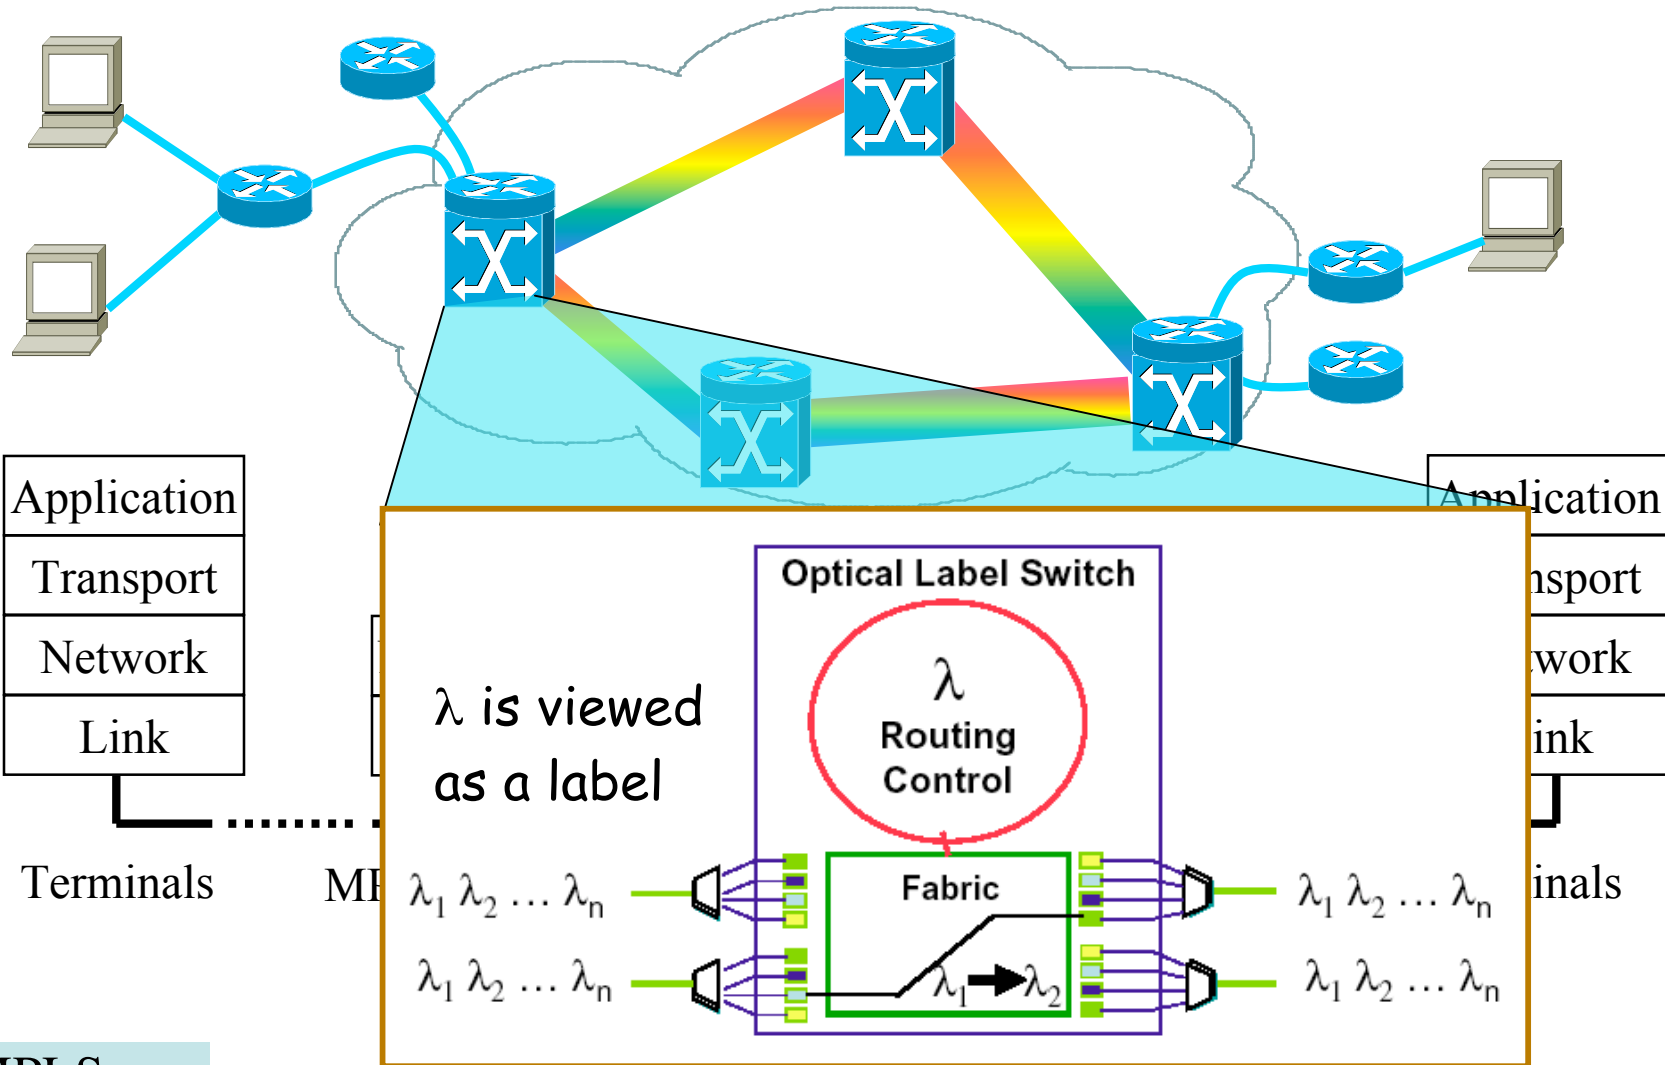 Application
Transport
Network
Link
Terminals
Application
Optical Label Switch
λ
Routing
Control
λ is viewed
as a label
Fabric
λ1 λ2 … λn
λ1 λ2 … λn
λ1 λ2 … λn
λ1 λ2 … λn
λ1 λ2